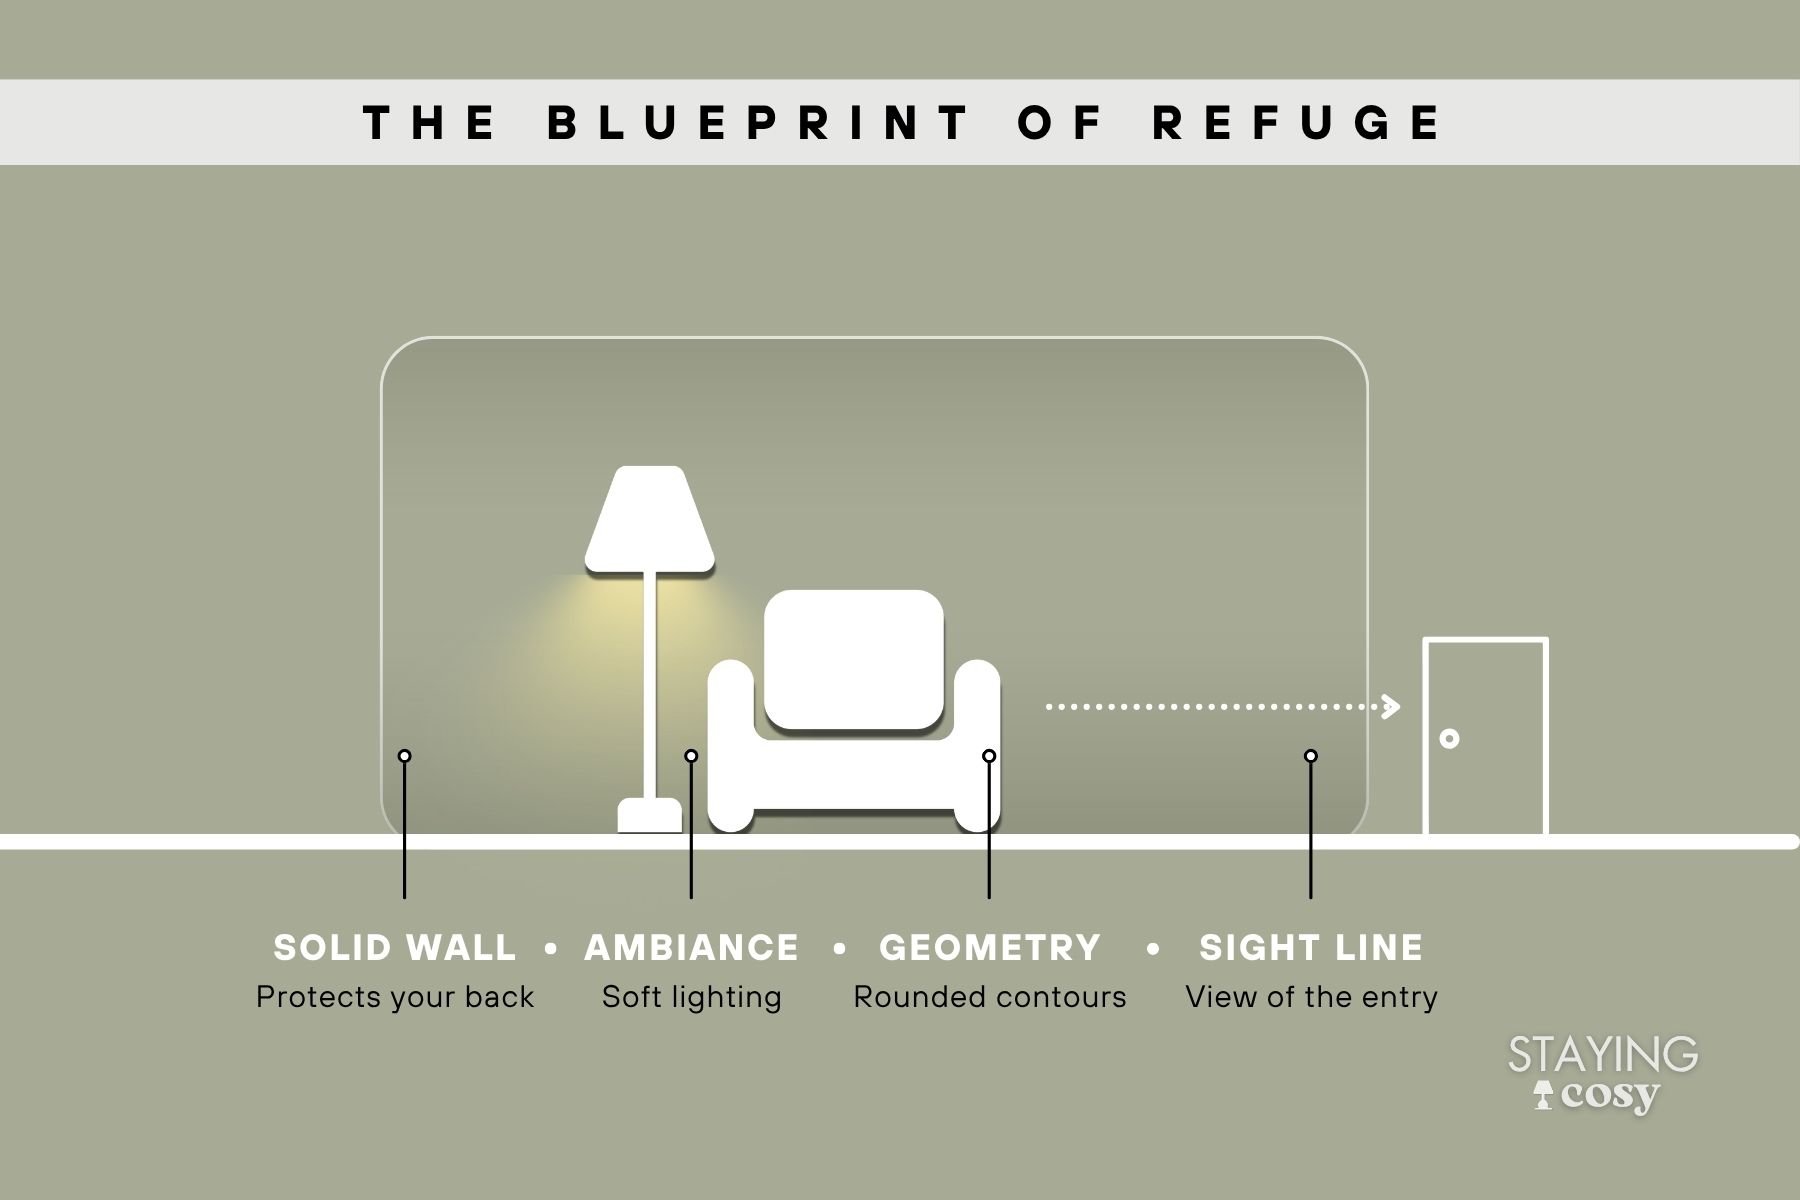 THE BLUEPRINT OF REFUGE
SOLID WALL • AMBIANCE • GEOMETRY • SIGHT LINE
Protects your back Soft lighting Rounded contours View of the entry
STAYING
cosy